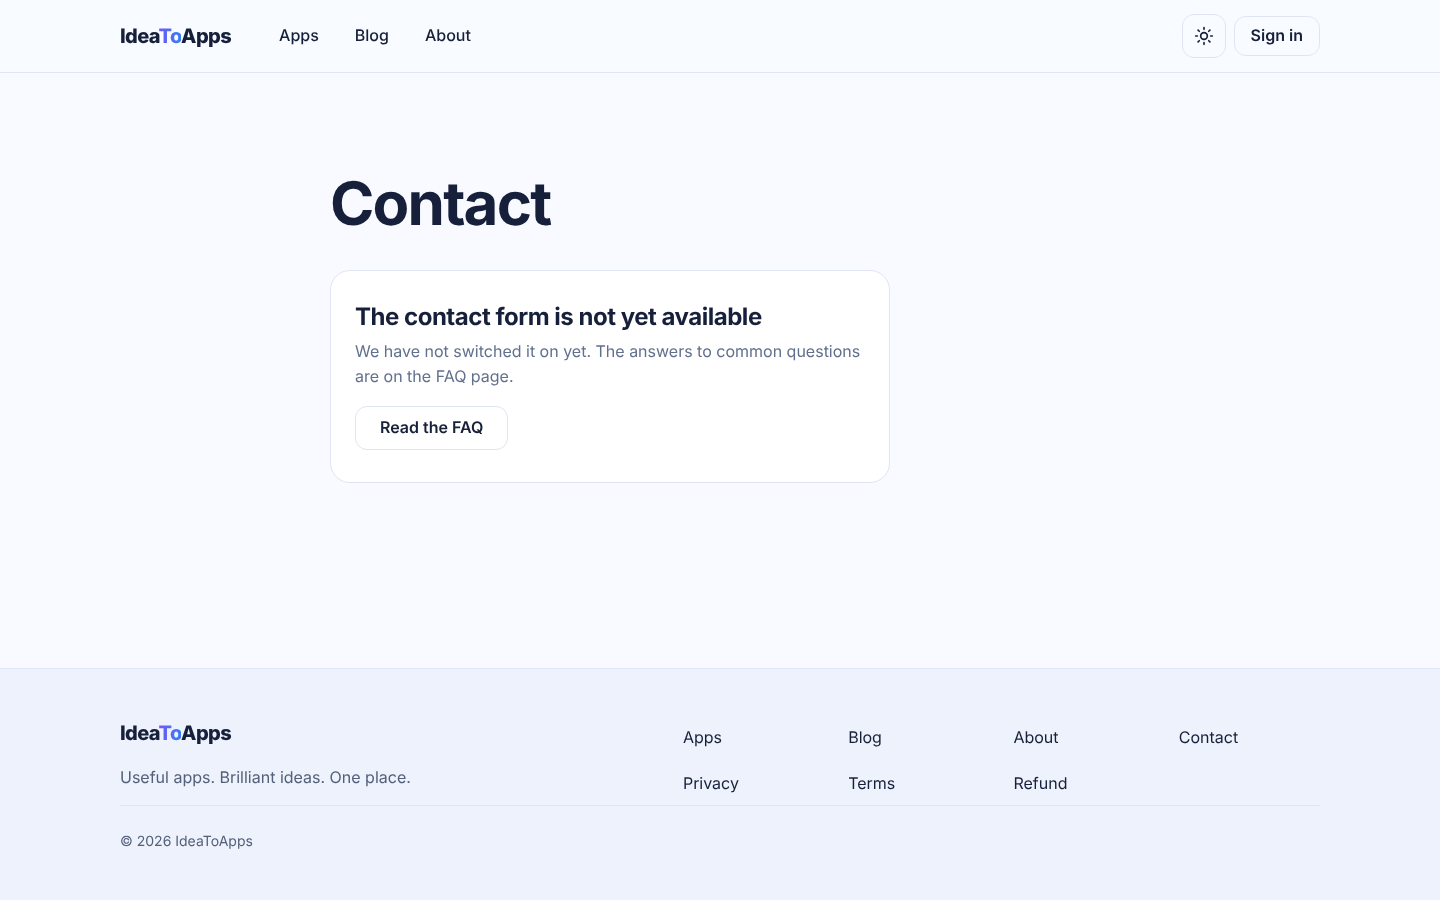 IdeaToApps
Apps
Blog
About
Sign in
Contact
The contact form is not yet available
We have not switched it on yet. The answers to common questions
are on the FAQ page.
Read the FAQ
IdeaToApps
Useful apps. Brilliant ideas. One place.
Apps
Blog
About
Contact
Privacy
Terms
Refund
© 2026 IdeaToApps